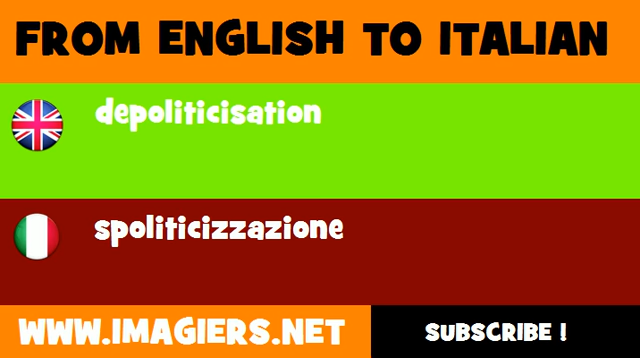 FROM ENGLISH TO ITALIAN
depoliticisation
spoliticizzazione
WWW.IMAGIERS.NET
SUBSCRIBE !